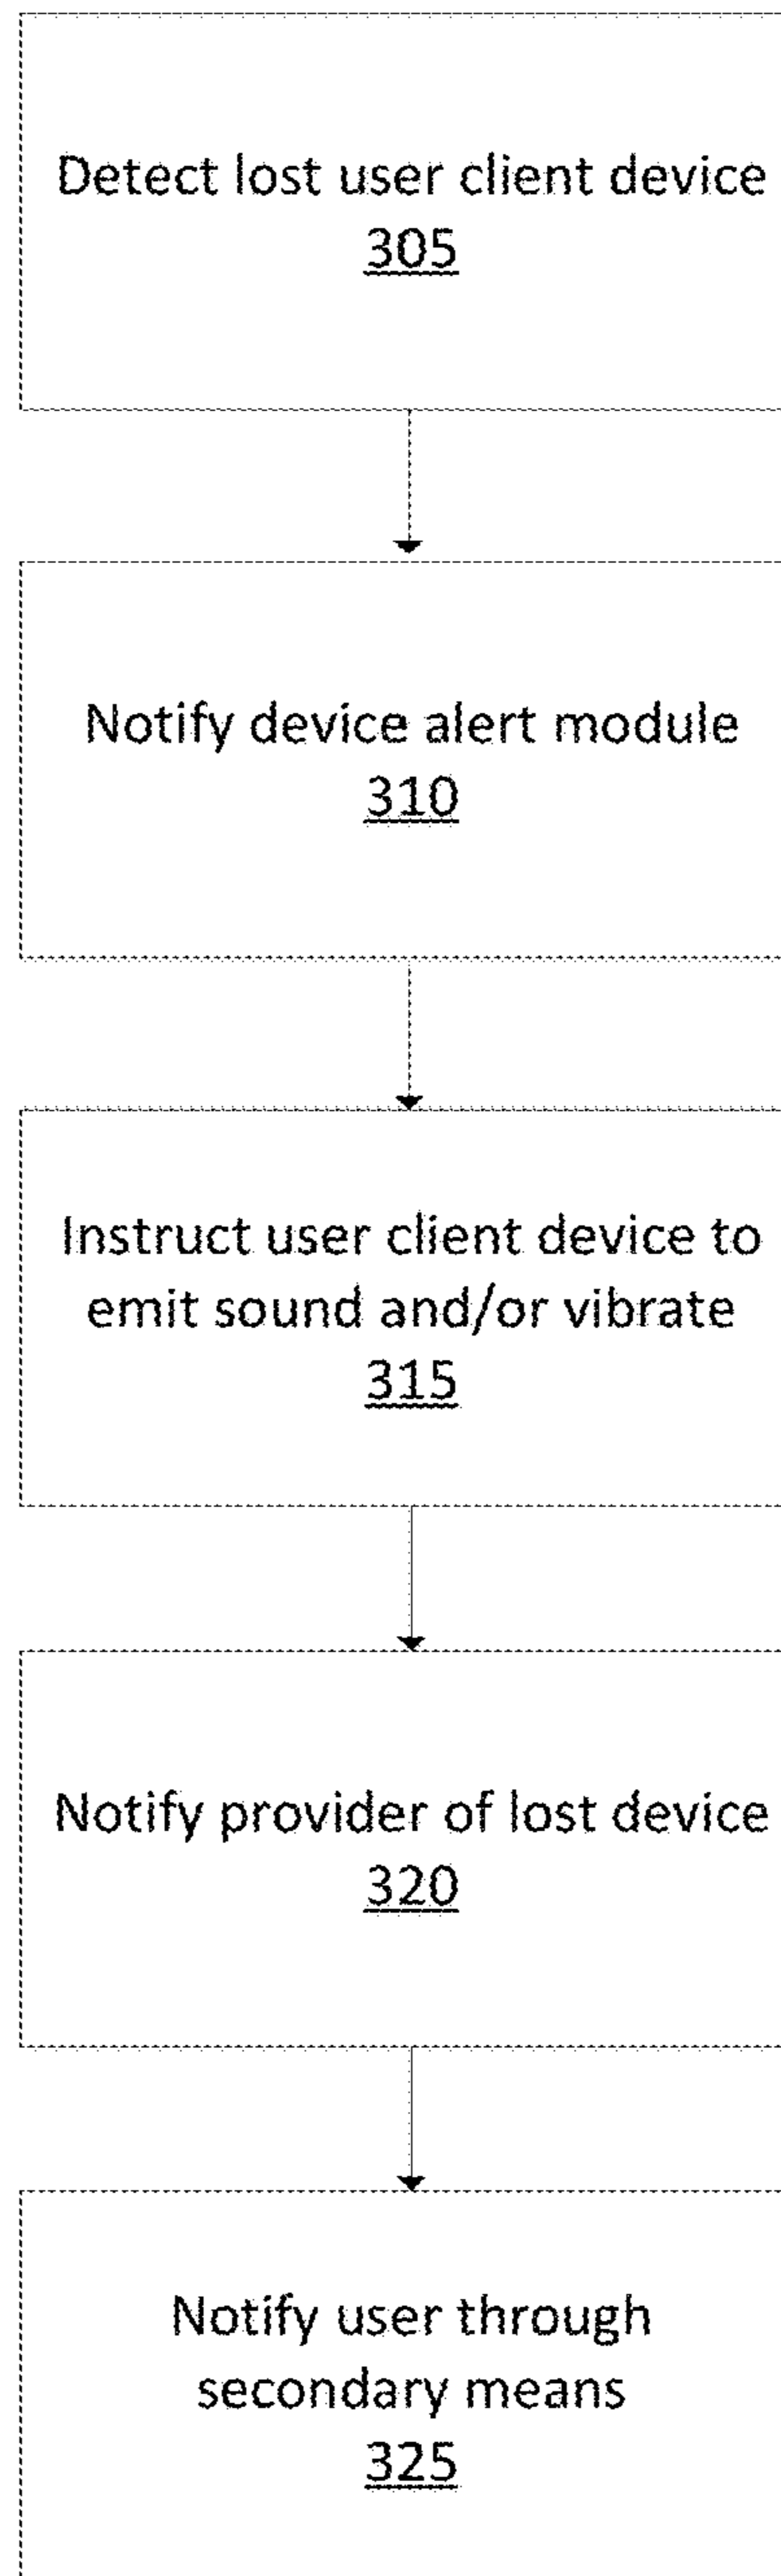 Detect lost user client device
305
Notify device alert module
310
Instruct user client device to
emit sound and/or vibrate
315
Notify provider of lost device
320
Notify user through
secondary means
325